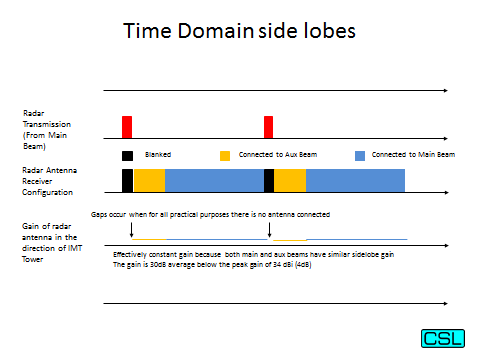 Time Domain side lobes
Radar
Transmission
(From Main
Beam)
Blanked
Connected to Aux Beam
Connected to Main Beam
Radar Antenna
Receiver
Configuration
Gaps occur when for all practical purposes there is no antenna connected
Gain of radar
antenna in the
direction of IMT
Tower
Effectively constant gain because both main and aux beams have similar sidelobe gain
The gain is 30dB average below the peak gain of 34 dBi (4dB)
CSL